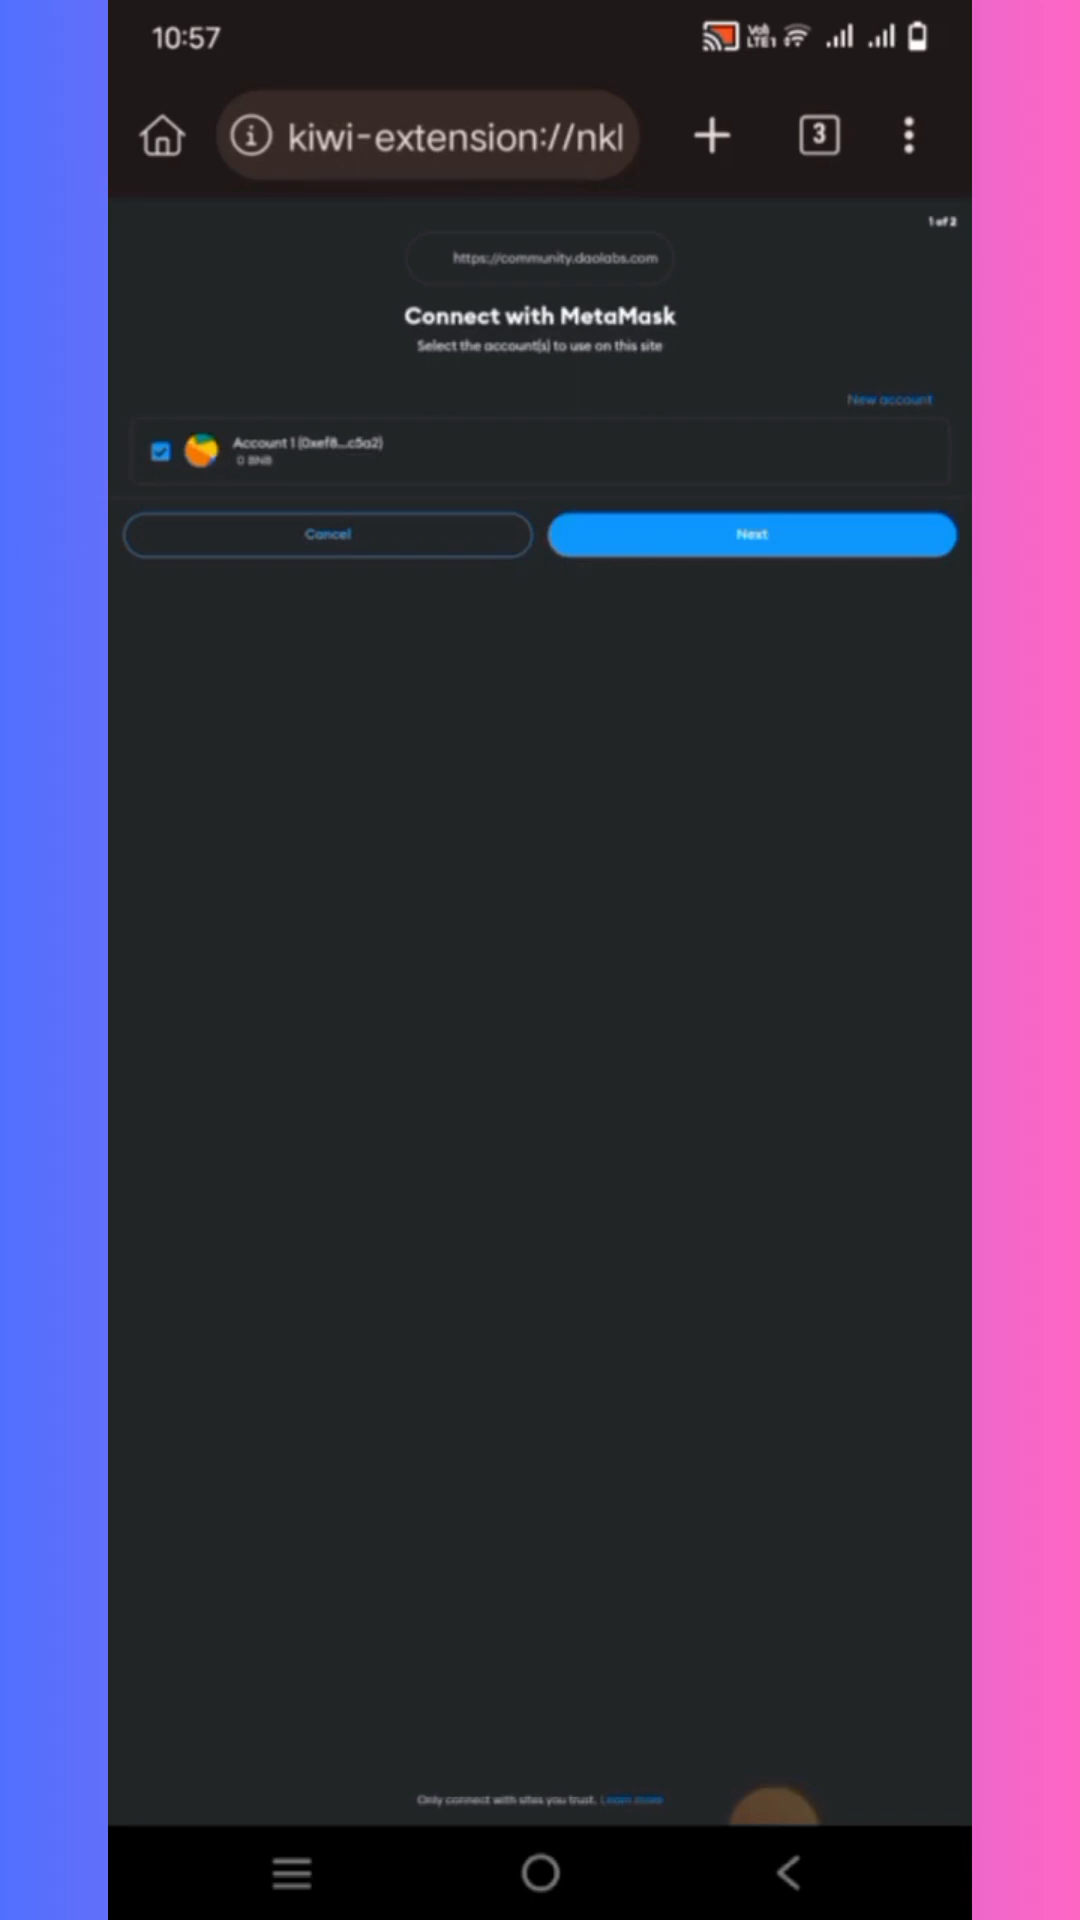 10:57
Vo)) LTE1
kiwi-extension://nkl
3
1 of 2
https://community.daolabs.com
Connect with MetaMask
Select the account(s) to use on this site
New account
Account 1 (0xef8...c5a2)
0 BNB
Cancel
Next
Only connect with sites you trust. Learn more